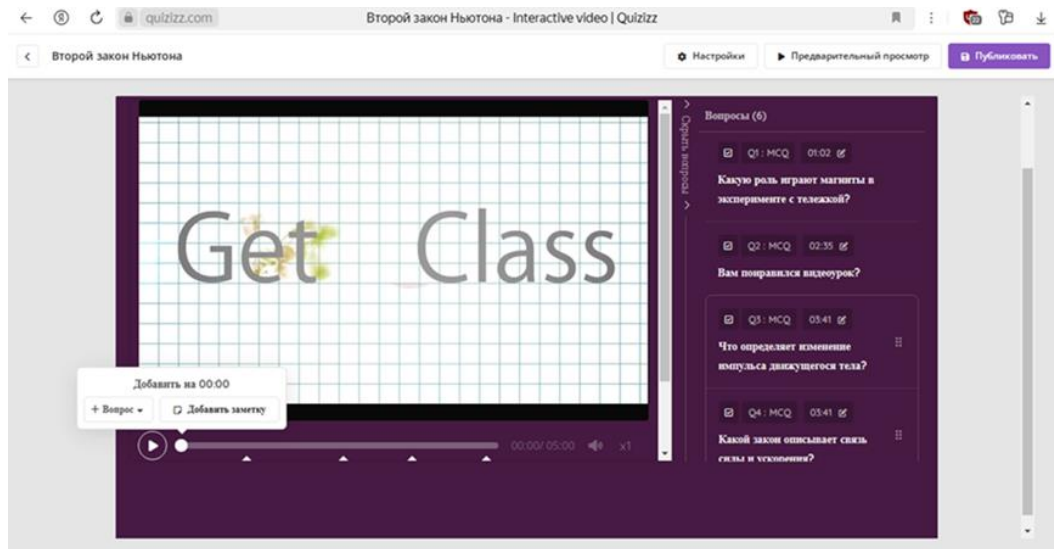 quizizz.com
Второй закон Ньютона - Interactive video | Quizizz
Второй закон Ньютона
Настройки
Предварительный просмотр
Публиковать
Get Class
Скрыть вопросы
Вопросы (6)
Q1 : MCQ 01:02
Какую роль играют магниты в
эксперименте с тележкой?
Q2 : MCQ 02:35
Вам понравился видеоурок?
Q3 : MCQ 03:41
Что определяет изменение
импульса движущегося тела?
Q4 : MCQ 03:41
Какой закон описывает связь
силы и ускорения?
Добавить на 00:00
+ Вопрос
Добавить заметку
00:00/ 05:00
x1